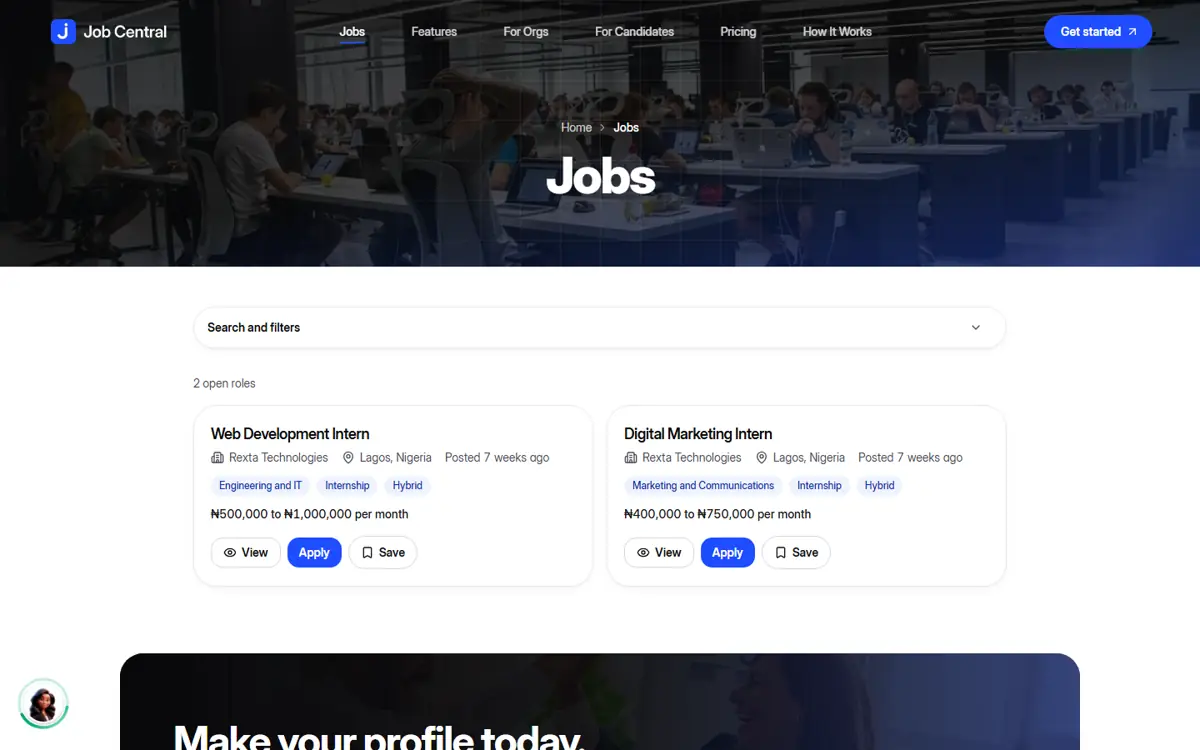 Job Central
Jobs
Features
For Orgs
For Candidates
Pricing
How It Works
Get started
Home > Jobs
Jobs
Search and filters
2 open roles
Web Development Intern
Rexta Technologies Lagos, Nigeria Posted 7 weeks ago
Engineering and IT Internship Hybrid
₦500,000 to ₦1,000,000 per month
View Apply Save
Digital Marketing Intern
Rexta Technologies Lagos, Nigeria Posted 7 weeks ago
Marketing and Communications Internship Hybrid
₦400,000 to ₦750,000 per month
View Apply Save
Make your profile today.